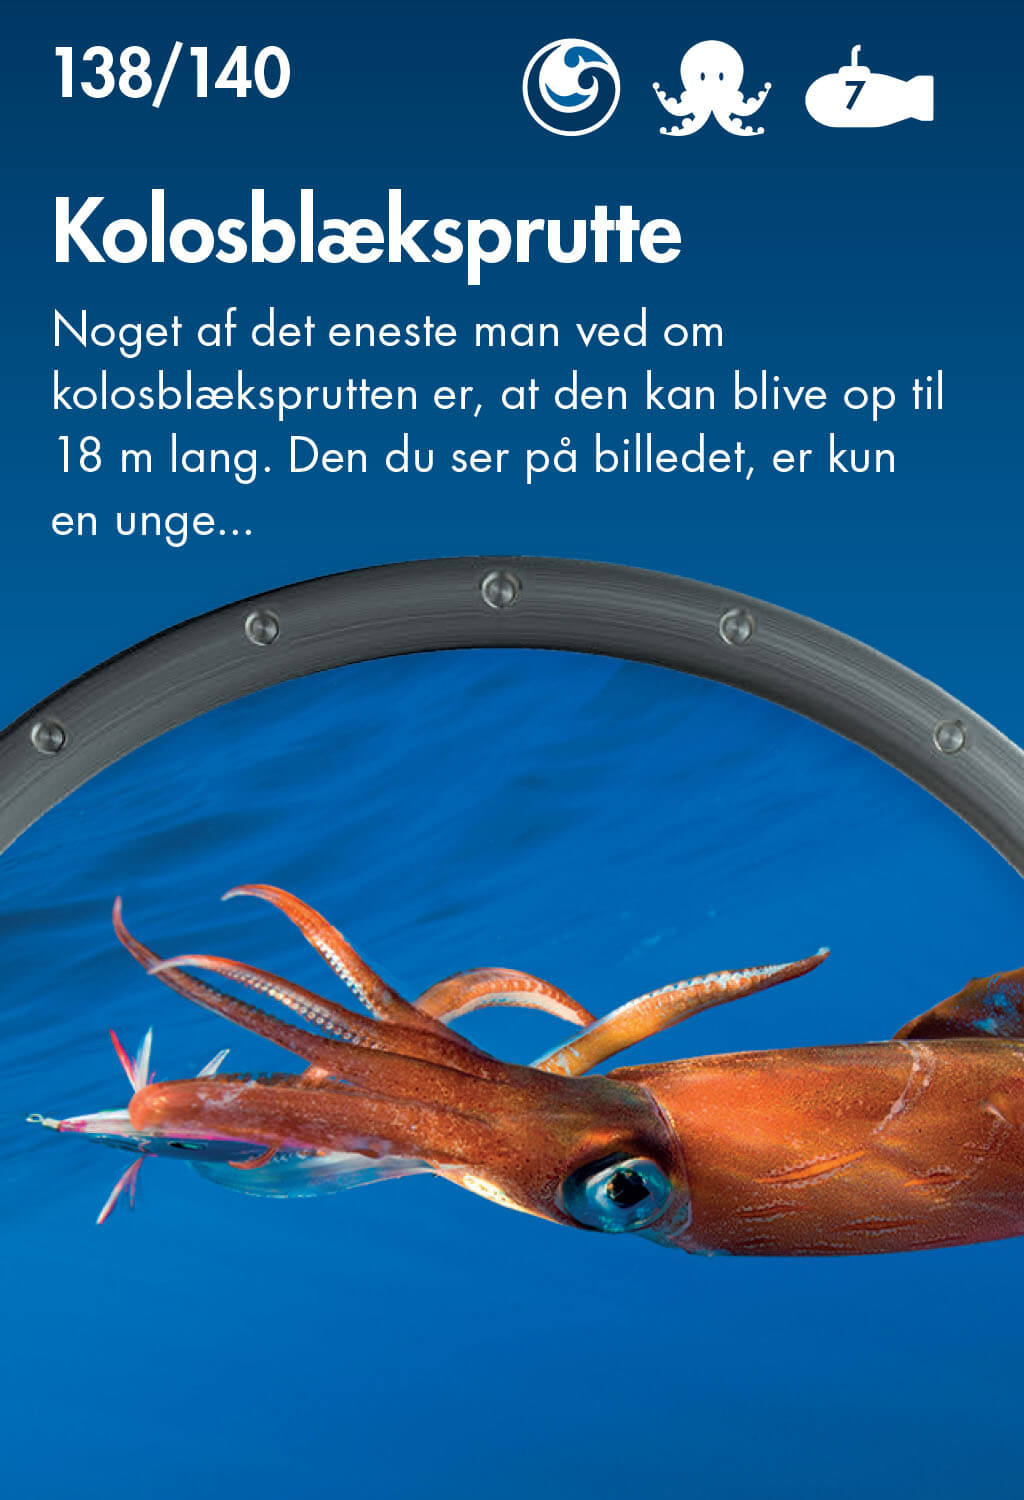 138/140
7
Kolosblæksprutte
Noget af det eneste man ved om
kolosblæksprutten er, at den kan blive op til
18 m lang. Den du ser på billedet, er kun
en unge...